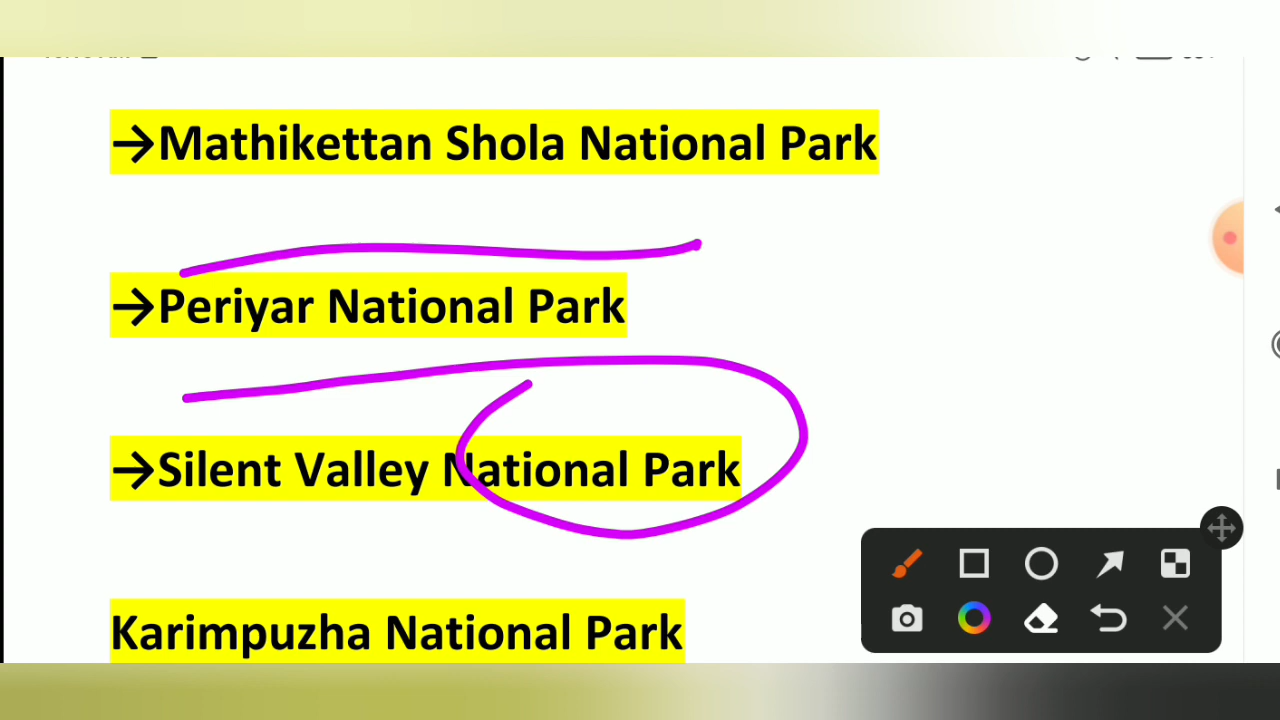 →Mathikettan Shola National Park
→Periyar National Park
→Silent Valley National Park
Karimpuzha National Park